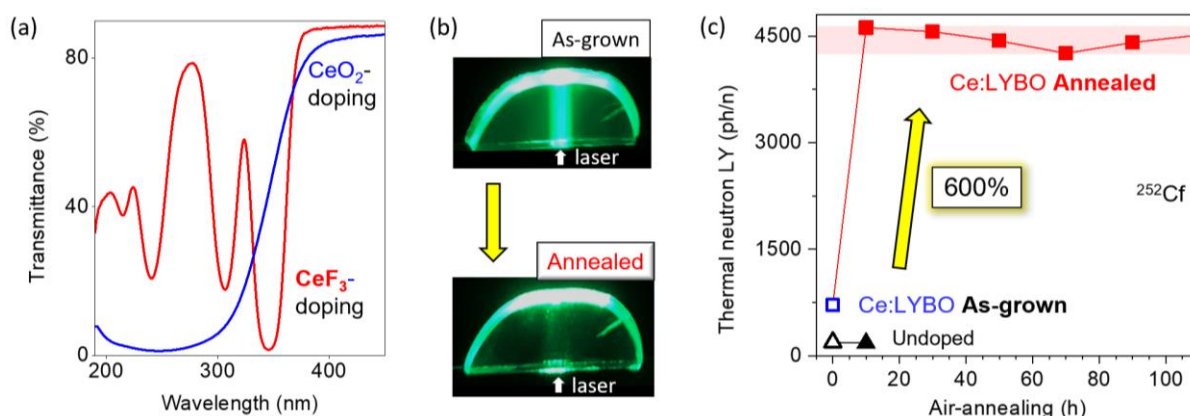 (a)
80
40
0
200
300
400
Transmittance (%)
Wavelength (nm)
CeO₂-
doping
CeF₃-
doping
(b)
As-grown
laser
Annealed
laser
(c)
4500
3000
1500
0
0
20
40
60
80
100
Thermal neutron LY (ph/n)
Air-annealing (h)
Ce:LYBO Annealed
600%
²⁵²Cf
Ce:LYBO As-grown
Undoped